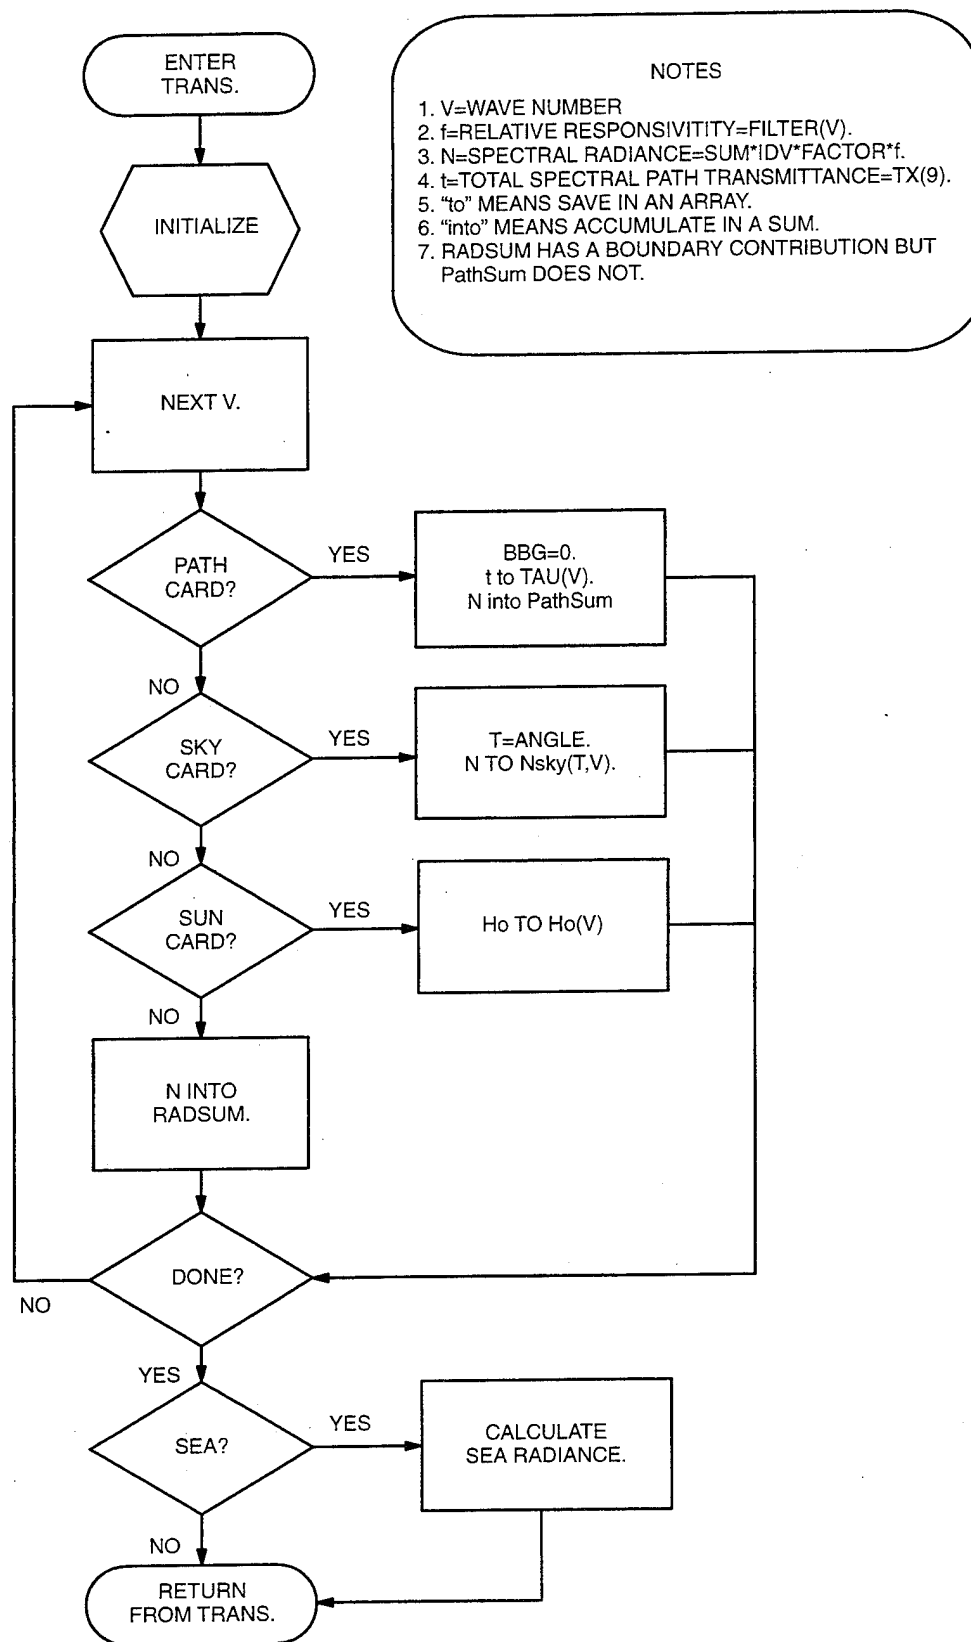 ENTER
TRANS.
NOTES
1. V=WAVE NUMBER
2. f=RELATIVE RESPONSIVITITY=FILTER(V).
3. N=SPECTRAL RADIANCE=SUM*IDV*FACTOR*f.
4. t=TOTAL SPECTRAL PATH TRANSMITTANCE=TX(9).
5. “to” MEANS SAVE IN AN ARRAY.
6. “into” MEANS ACCUMULATE IN A SUM.
7. RADSUM HAS A BOUNDARY CONTRIBUTION BUT
PathSum DOES NOT.
INITIALIZE
NEXT V.
PATH
CARD?
YES
BBG=0.
t to TAU(V).
N into PathSum
NO
SKY
CARD?
YES
T=ANGLE.
N TO Nsky(T,V).
NO
SUN
CARD?
YES
Ho TO Ho(V)
NO
N INTO
RADSUM.
DONE?
NO
YES
SEA?
YES
CALCULATE
SEA RADIANCE.
NO
RETURN
FROM TRANS.